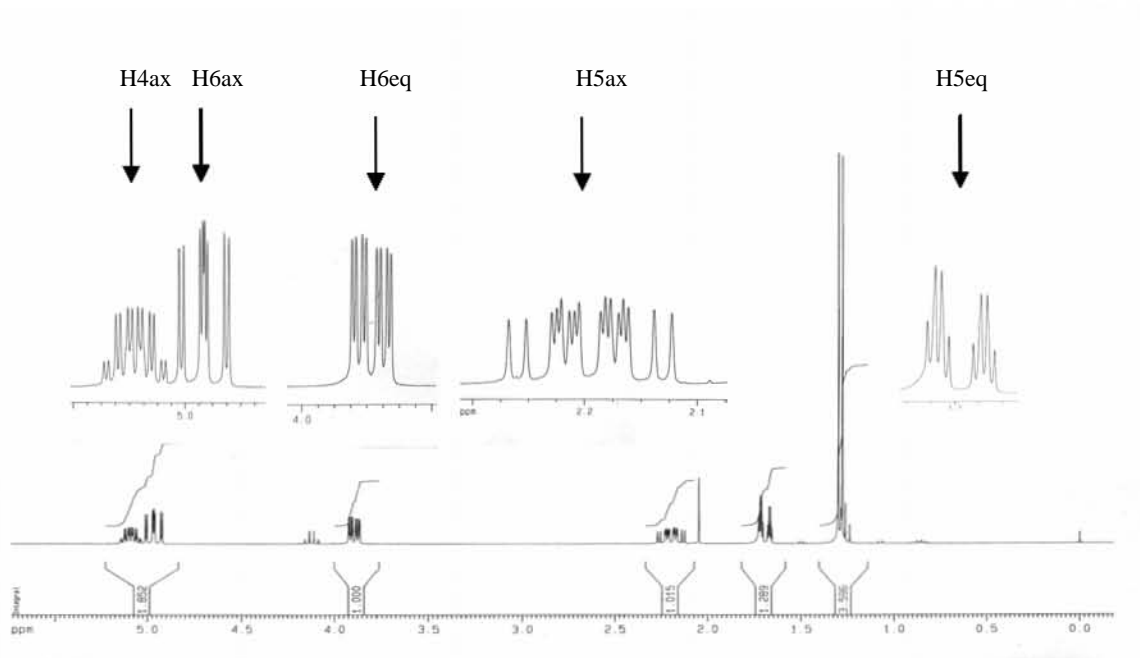 H4ax H6ax H6eq H5ax H5eq
5.0 4.0 ppm 2.2 2.1
Integral 1.852 1.000 1.015 1.289
ppm 5.0 4.5 4.0 3.5 3.0 2.5 2.0 1.5 1.0 0.5 0.0